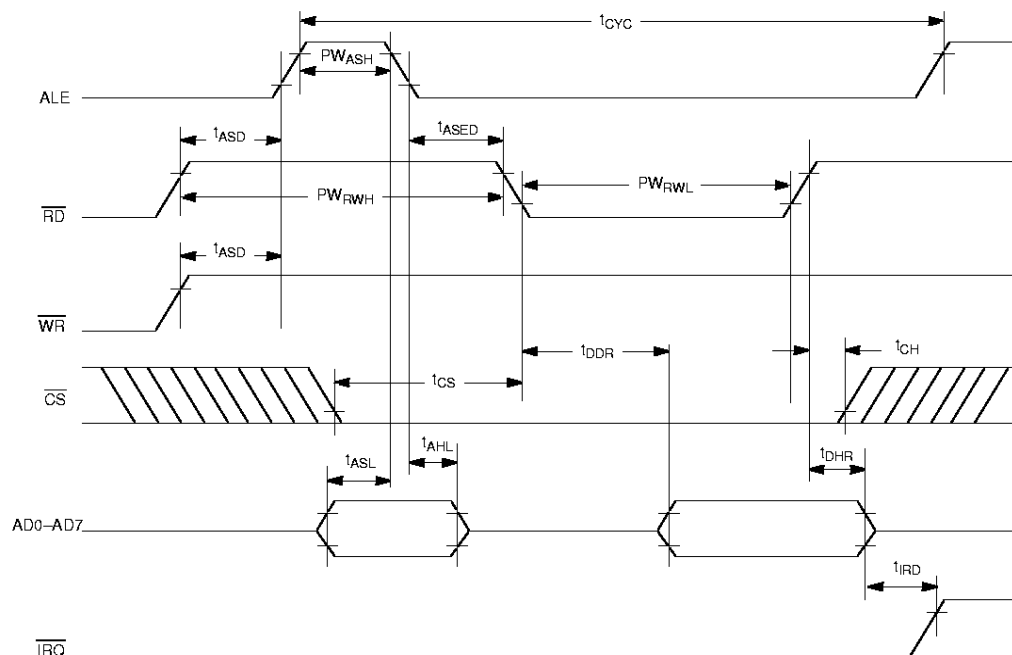 tCYC
PWASH
ALE
tASD
tASED
PWRWH
PWRWL
RD
tASD
WR
tDDR
tCH
tCS
CS
tASL
tAHL
tDHR
AD0–AD7
tIRD
IRQ